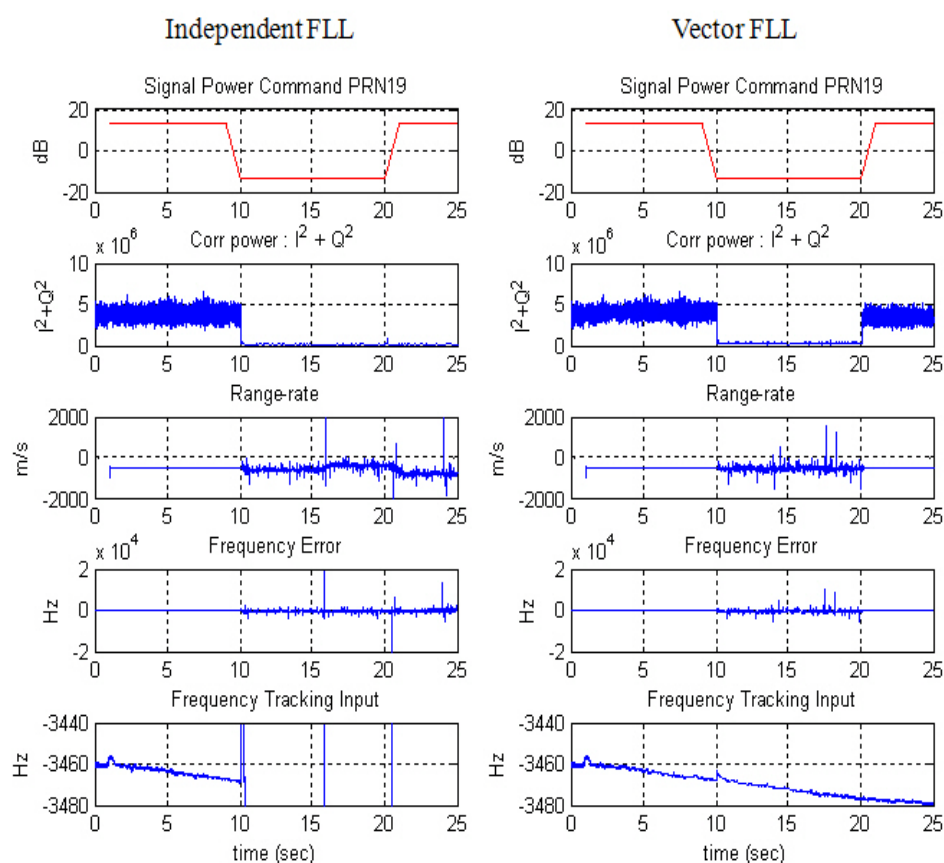 Independent FLL
Signal Power Command PRN19
dB
20
0
-20
0 5 10 15 20 25
x 10^6
Corr power : I^2 + Q^2
I^2+Q^2
10
5
0
0 5 10 15 20 25
Range-rate
m/s
2000
0
-2000
0 5 10 15 20 25
x 10^4
Frequency Error
Hz
2
0
-2
0 5 10 15 20 25
Frequency Tracking Input
Hz
-3440
-3460
-3480
0 5 10 15 20 25
time (sec)
Vector FLL
Signal Power Command PRN19
dB
20
0
-20
0 5 10 15 20 25
x 10^6
Corr power : I^2 + Q^2
I^2+Q^2
10
5
0
0 5 10 15 20 25
Range-rate
m/s
2000
0
-2000
0 5 10 15 20 25
x 10^4
Frequency Error
Hz
2
0
-2
0 5 10 15 20 25
Frequency Tracking Input
Hz
-3440
-3460
-3480
0 5 10 15 20 25
time (sec)